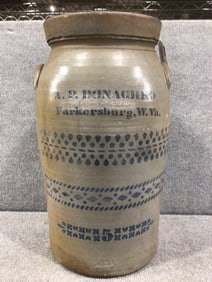 A. P. DONAGHHO
Parkersburg, W. Va.
5